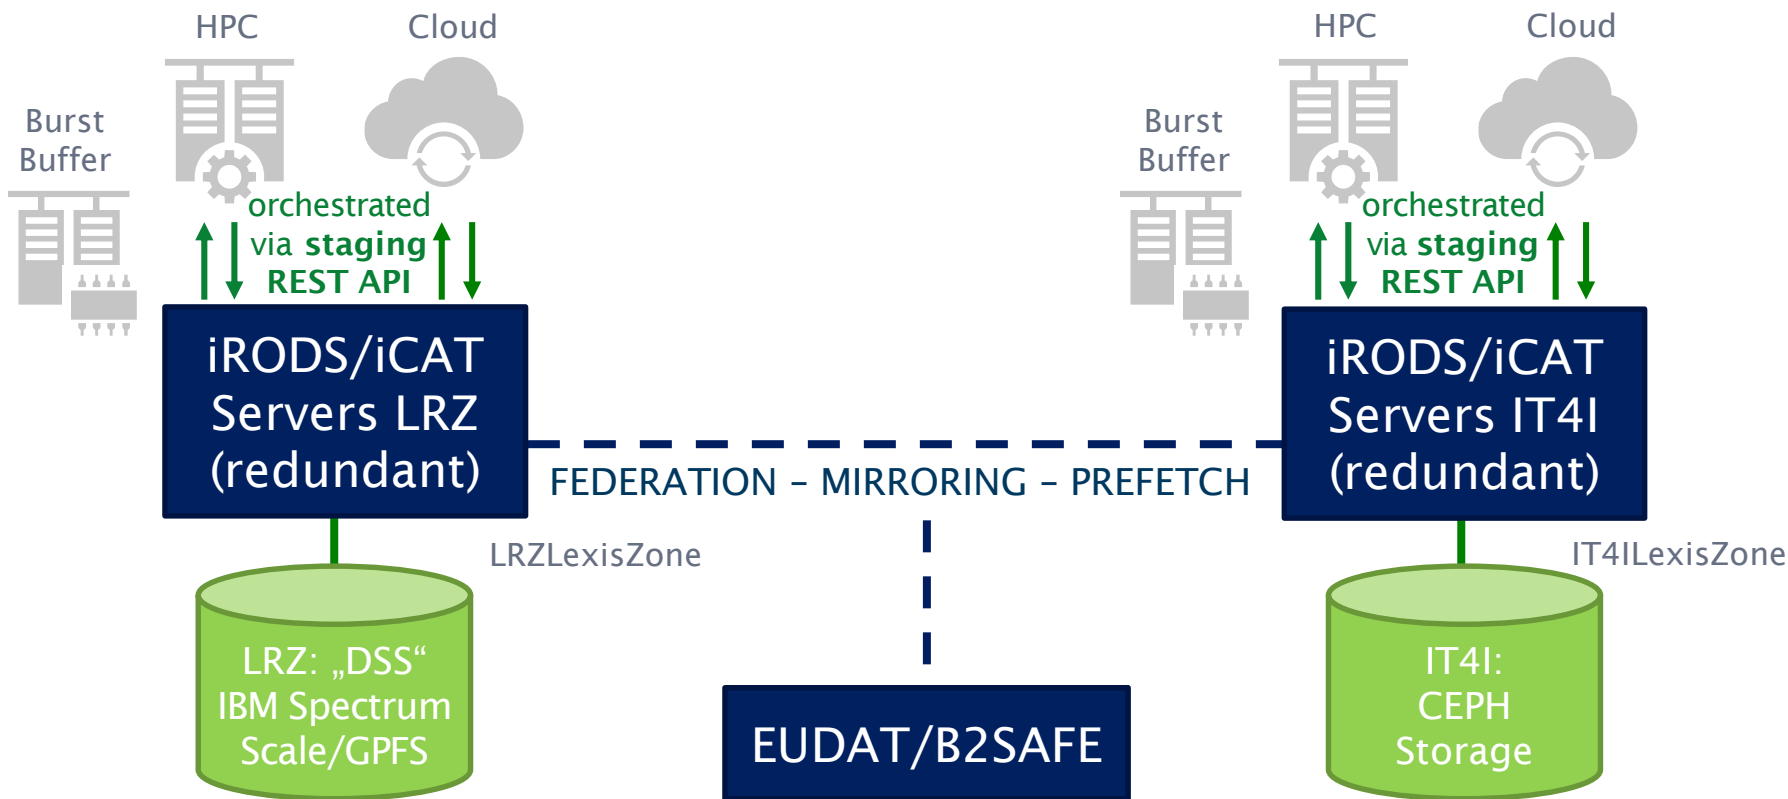 HPC
Cloud
Burst
Buffer
orchestrated
via staging
REST API
iRODS/iCAT
Servers LRZ
(redundant)
LRZLexisZone
LRZ: „DSS“
IBM Spectrum
Scale/GPFS
FEDERATION – MIRRORING – PREFETCH
EUDAT/B2SAFE
HPC
Cloud
Burst
Buffer
orchestrated
via staging
REST API
iRODS/iCAT
Servers IT4I
(redundant)
IT4ILexisZone
IT4I:
CEPH
Storage